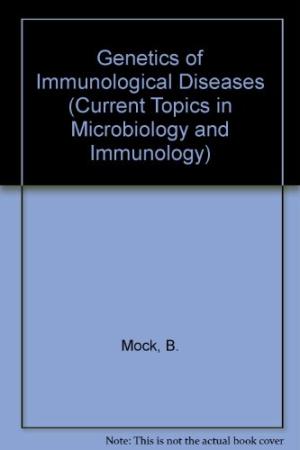 Genetics of
Immunological Diseases
(Current Topics in
Microbiology and
Immunology)
Mock, B.
Note: This is not the actual book cover